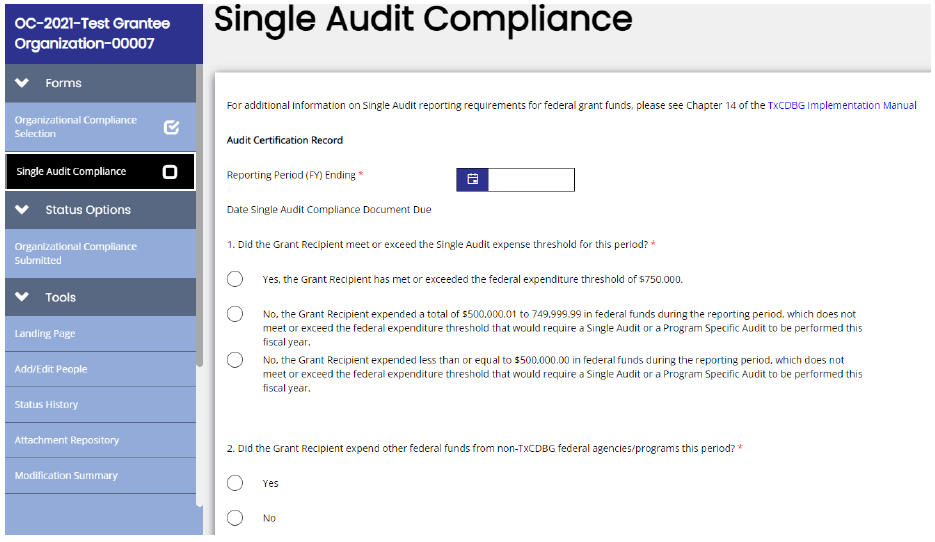 OC-2021-Test Grantee
Organization-00007
Forms
Organizational Compliance
Selection
Single Audit Compliance
Status Options
Organizational Compliance
Submitted
Tools
Landing Page
Add/Edit People
Status History
Attachment Repository
Modification Summary
Single Audit Compliance
For additional information on Single Audit reporting requirements for federal grant funds, please see Chapter 14 of the TxCDBG Implementation Manual
Audit Certification Record
Reporting Period (FY) Ending *
Date Single Audit Compliance Document Due
1. Did the Grant Recipient meet or exceed the Single Audit expense threshold for this period? *
Yes, the Grant Recipient has met or exceeded the federal expenditure threshold of $750,000.
No, the Grant Recipient expended a total of $500,000.01 to 749,999.99 in federal funds during the reporting period, which does not
meet or exceed the federal expenditure threshold that would require a Single Audit or a Program Specific Audit to be performed this
fiscal year.
No, the Grant Recipient expended less than or equal to $500,000.00 in federal funds during the reporting period, which does not
meet or exceed the federal expenditure threshold that would require a Single Audit or a Program Specific Audit to be performed this
fiscal year.
2. Did the Grant Recipient expend other federal funds from non-TxCDBG federal agencies/programs this period? *
Yes
No